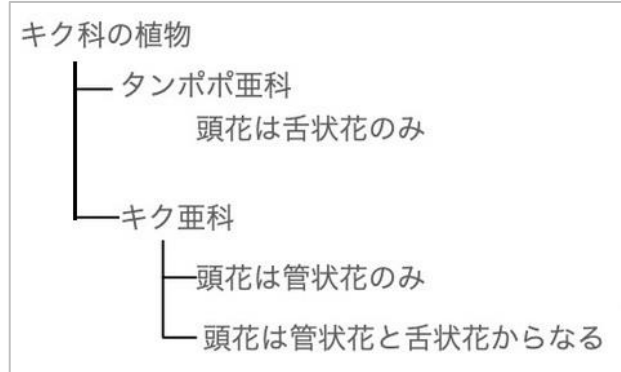 キク科の植物
タンポポ亜科
頭花は舌状花のみ
キク亜科
頭花は管状花のみ
頭花は管状花と舌状花からなる